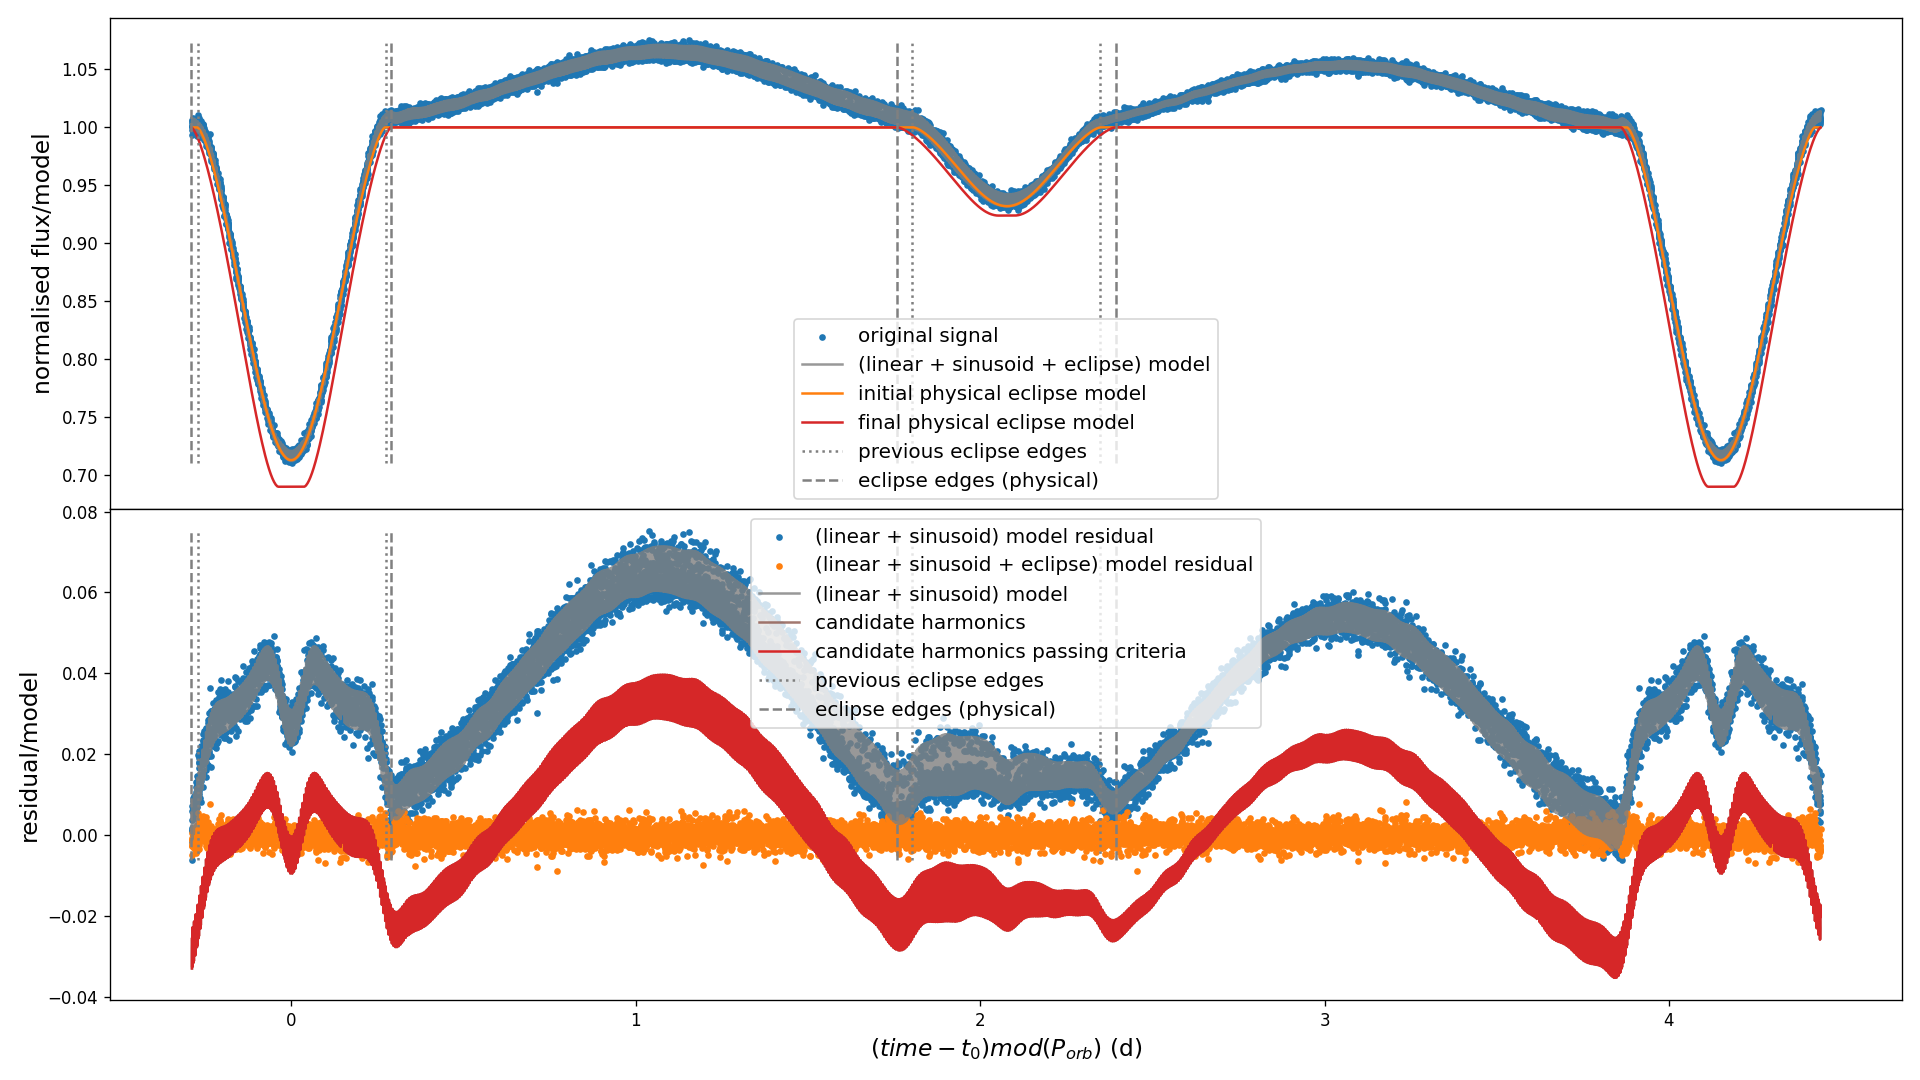 normalised flux/model
1.05
1.00
0.95
0.90
0.85
0.80
0.75
0.70
original signal
(linear + sinusoid + eclipse) model
initial physical eclipse model
final physical eclipse model
previous eclipse edges
eclipse edges (physical)
residual/model
0.08
0.06
0.04
0.02
0.00
−0.02
−0.04
(linear + sinusoid) model residual
(linear + sinusoid + eclipse) model residual
(linear + sinusoid) model
candidate harmonics
candidate harmonics passing criteria
previous eclipse edges
eclipse edges (physical)
0 1 2 3 4
(time − t₀)mod(Pₒᵣb) (d)